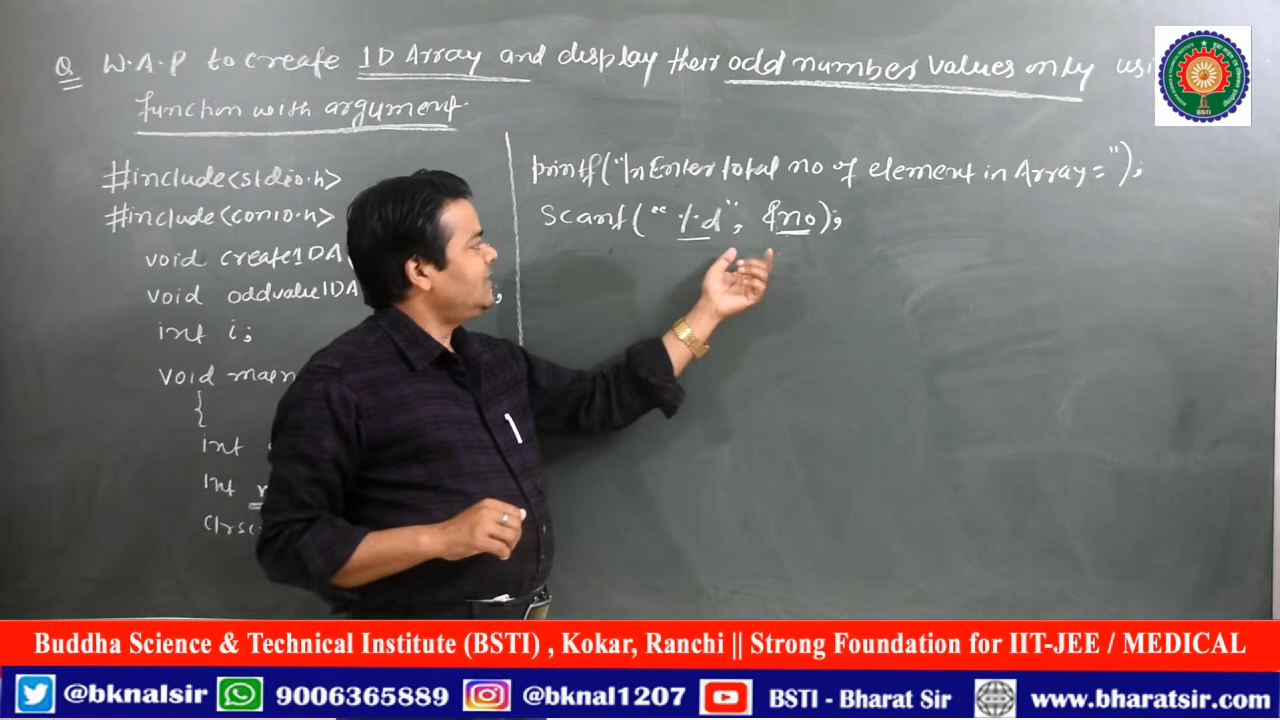 Q W.A.P to create 1D Array and display their odd number values only usi
function with argument.
#include<stdio.h>
#include<conio.h>
void create1DA
void oddvalue1DA
int i;
void main
{
int
int
clrsc
printf("\nEnter total no of element in Array=");
scanf("%d", &no);
BSTI
Buddha Science & Technical Institute (BSTI) , Kokar, Ranchi || Strong Foundation for IIT-JEE / MEDICAL
@bknalsir 9006365889 @bknal1207 BSTI - Bharat Sir www.bharatsir.com